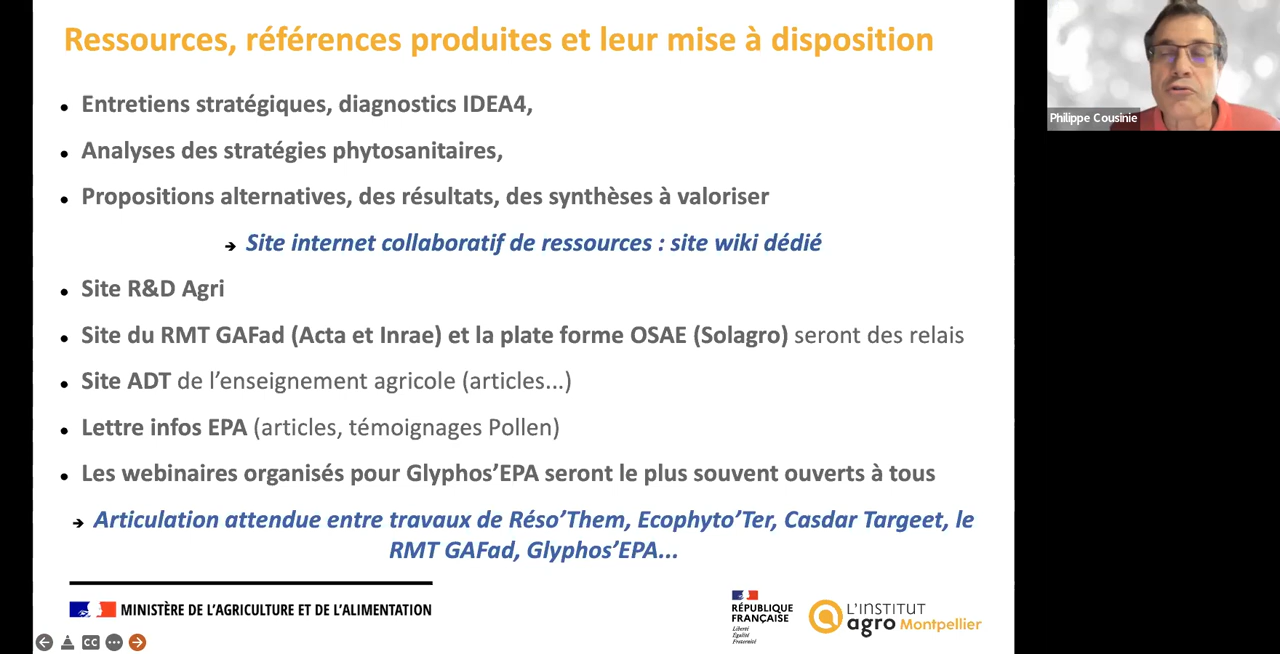 Ressources, références produites et leur mise à disposition
Philippe Cousinie
• Entretiens stratégiques, diagnostics IDEA4,
• Analyses des stratégies phytosanitaires,
• Propositions alternatives, des résultats, des synthèses à valoriser
➔ Site internet collaboratif de ressources : site wiki dédié
• Site R&D Agri
• Site du RMT GAFad (Acta et Inrae) et la plate forme OSAE (Solagro) seront des relais
• Site ADT de l’enseignement agricole (articles...)
• Lettre infos EPA (articles, témoignages Pollen)
• Les webinaires organisés pour Glyphos’EPA seront le plus souvent ouverts à tous
➔ Articulation attendue entre travaux de Réso’Them, Ecophyto’Ter, Casdar Targeet, le
RMT GAFad, Glyphos’EPA...
MINISTÈRE DE L’AGRICULTURE ET DE L’ALIMENTATION
RÉPUBLIQUE
FRANÇAISE
Liberté
Égalité
Fraternité
L’INSTITUT
agro Montpellier
CC